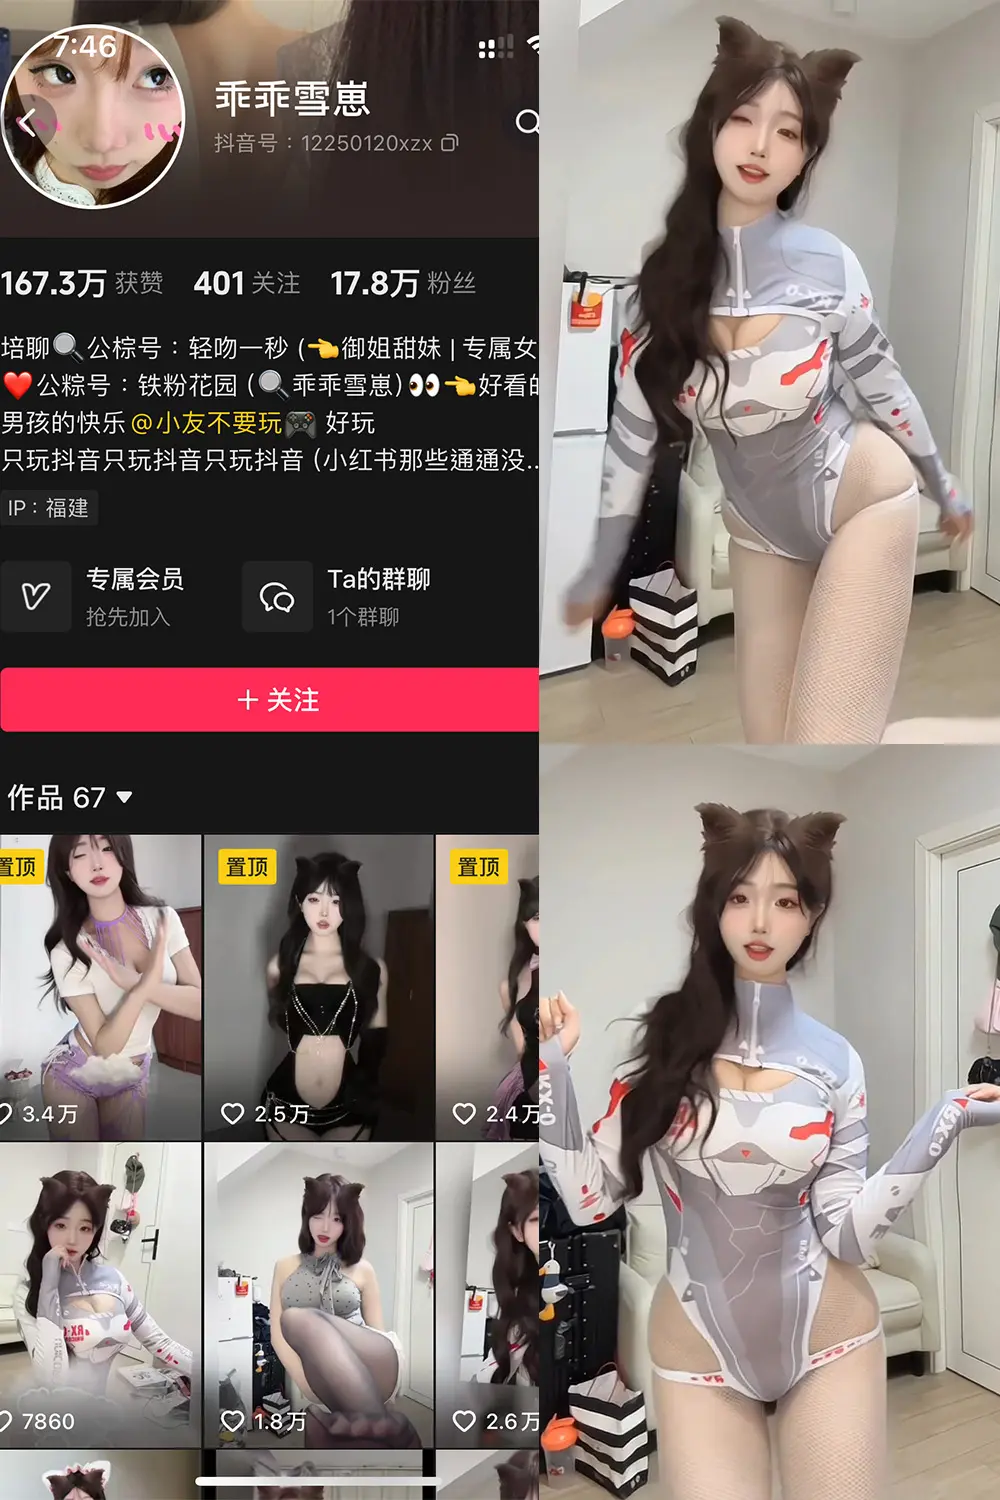 7:46
乖乖雪崽
抖音号：12250120xzx
167.3万 获赞 401 关注 17.8万 粉丝
培聊🔍公棕号：轻吻一秒 (👈御姐甜妹 | 专属女
❤️公粽号：铁粉花园 (🔍乖乖雪崽)👀👈好看的
男孩的快乐 @小友不要玩🎮 好玩
只玩抖音只玩抖音只玩抖音 (小红书那些通通没...
IP：福建
专属会员
抢先加入
Ta的群聊
1个群聊
+ 关注
作品 67
置顶
置顶
置顶
3.4万
2.5万
2.4万
7860
1.8万
2.6万
RX-0